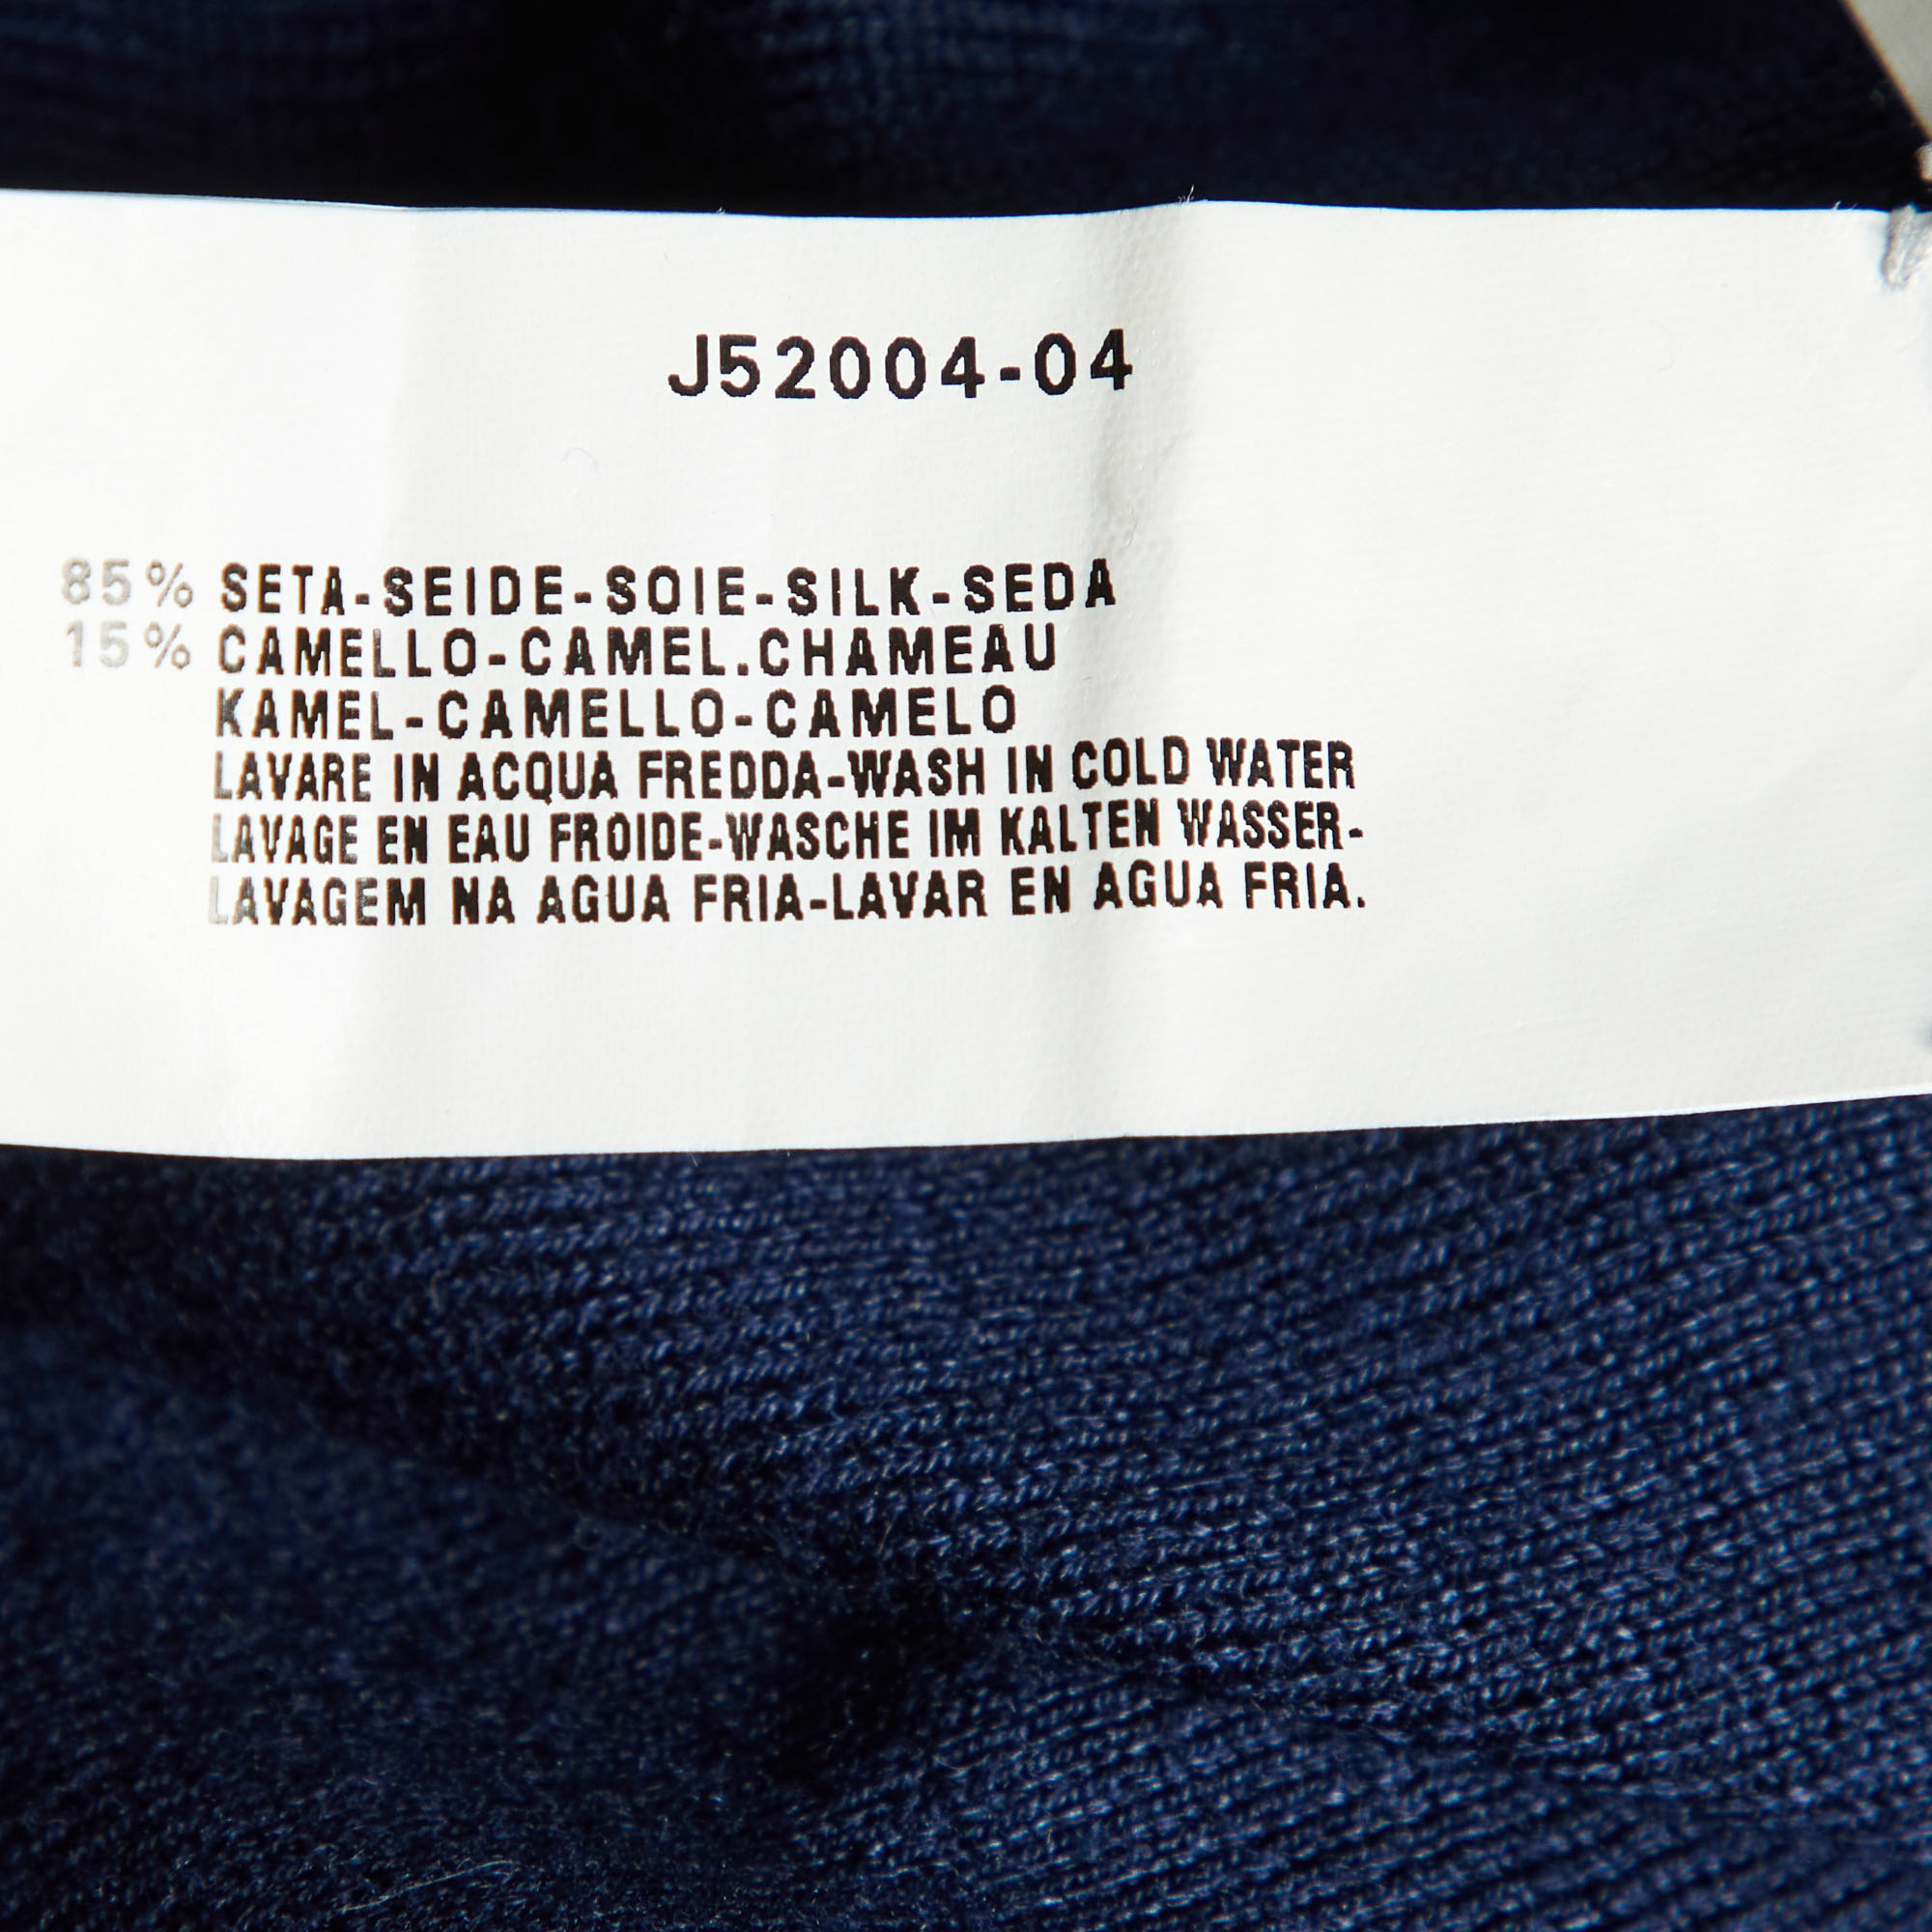 J52004-04
85% SETA-SEIDE-SOIE-SILK-SEDA
15% CAMELLO-CAMEL.CHAMEAU
KAMEL-CAMELLO-CAMELO
LAVARE IN ACQUA FREDDA-WASH IN COLD WATER
LAVAGE EN EAU FROIDE-WASCHE IM KALTEN WASSER-
LAVAGEM NA AGUA FRIA-LAVAR EN AGUA FRIA.